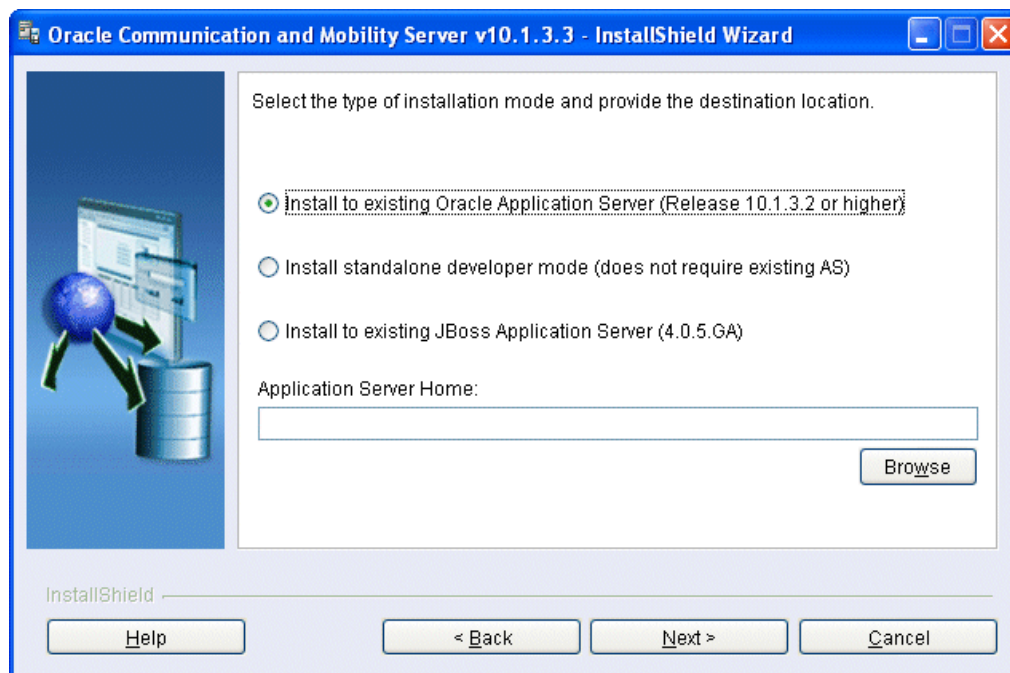 Oracle Communication and Mobility Server v10.1.3.3 - InstallShield Wizard
Select the type of installation mode and provide the destination location.
Install to existing Oracle Application Server (Release 10.1.3.2 or higher)
Install standalone developer mode (does not require existing AS)
Install to existing JBoss Application Server (4.0.5.GA)
Application Server Home:
Browse
InstallShield
Help
< Back
Next >
Cancel